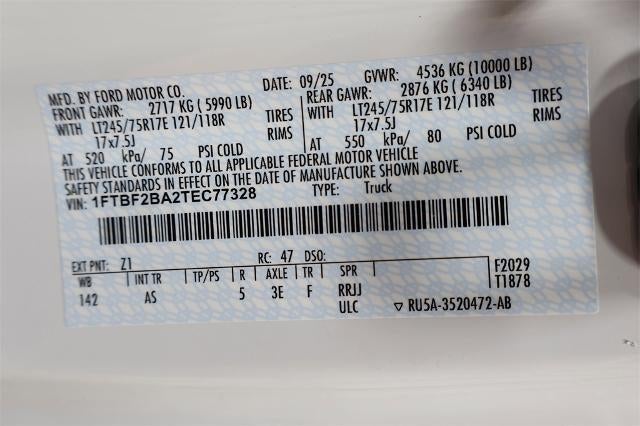 MFD. BY FORD MOTOR CO. DATE: 09/25 GVWR: 4536 KG (10000 LB)
FRONT GAWR: 2717 KG ( 5990 LB) REAR GAWR: 2876 KG ( 6340 LB)
WITH LT245/75R17E 121/118R TIRES WITH LT245/75R17E 121/118R TIRES
17x7.5J RIMS 17x7.5J RIMS
AT 520 kPa/ 75 PSI COLD AT 550 kPa/ 80 PSI COLD
THIS VEHICLE CONFORMS TO ALL APPLICABLE FEDERAL MOTOR VEHICLE
SAFETY STANDARDS IN EFFECT ON THE DATE OF MANUFACTURE SHOWN ABOVE.
VIN: 1FTBF2BA2TEC77328 TYPE: Truck
EXT PNT: Z1 RC: 47 DSO:
WB INT TR TP/PS R AXLE TR SPR F2029
142 AS 5 3E F RRJJ T1878
ULC ▽ RU5A-3520472-AB